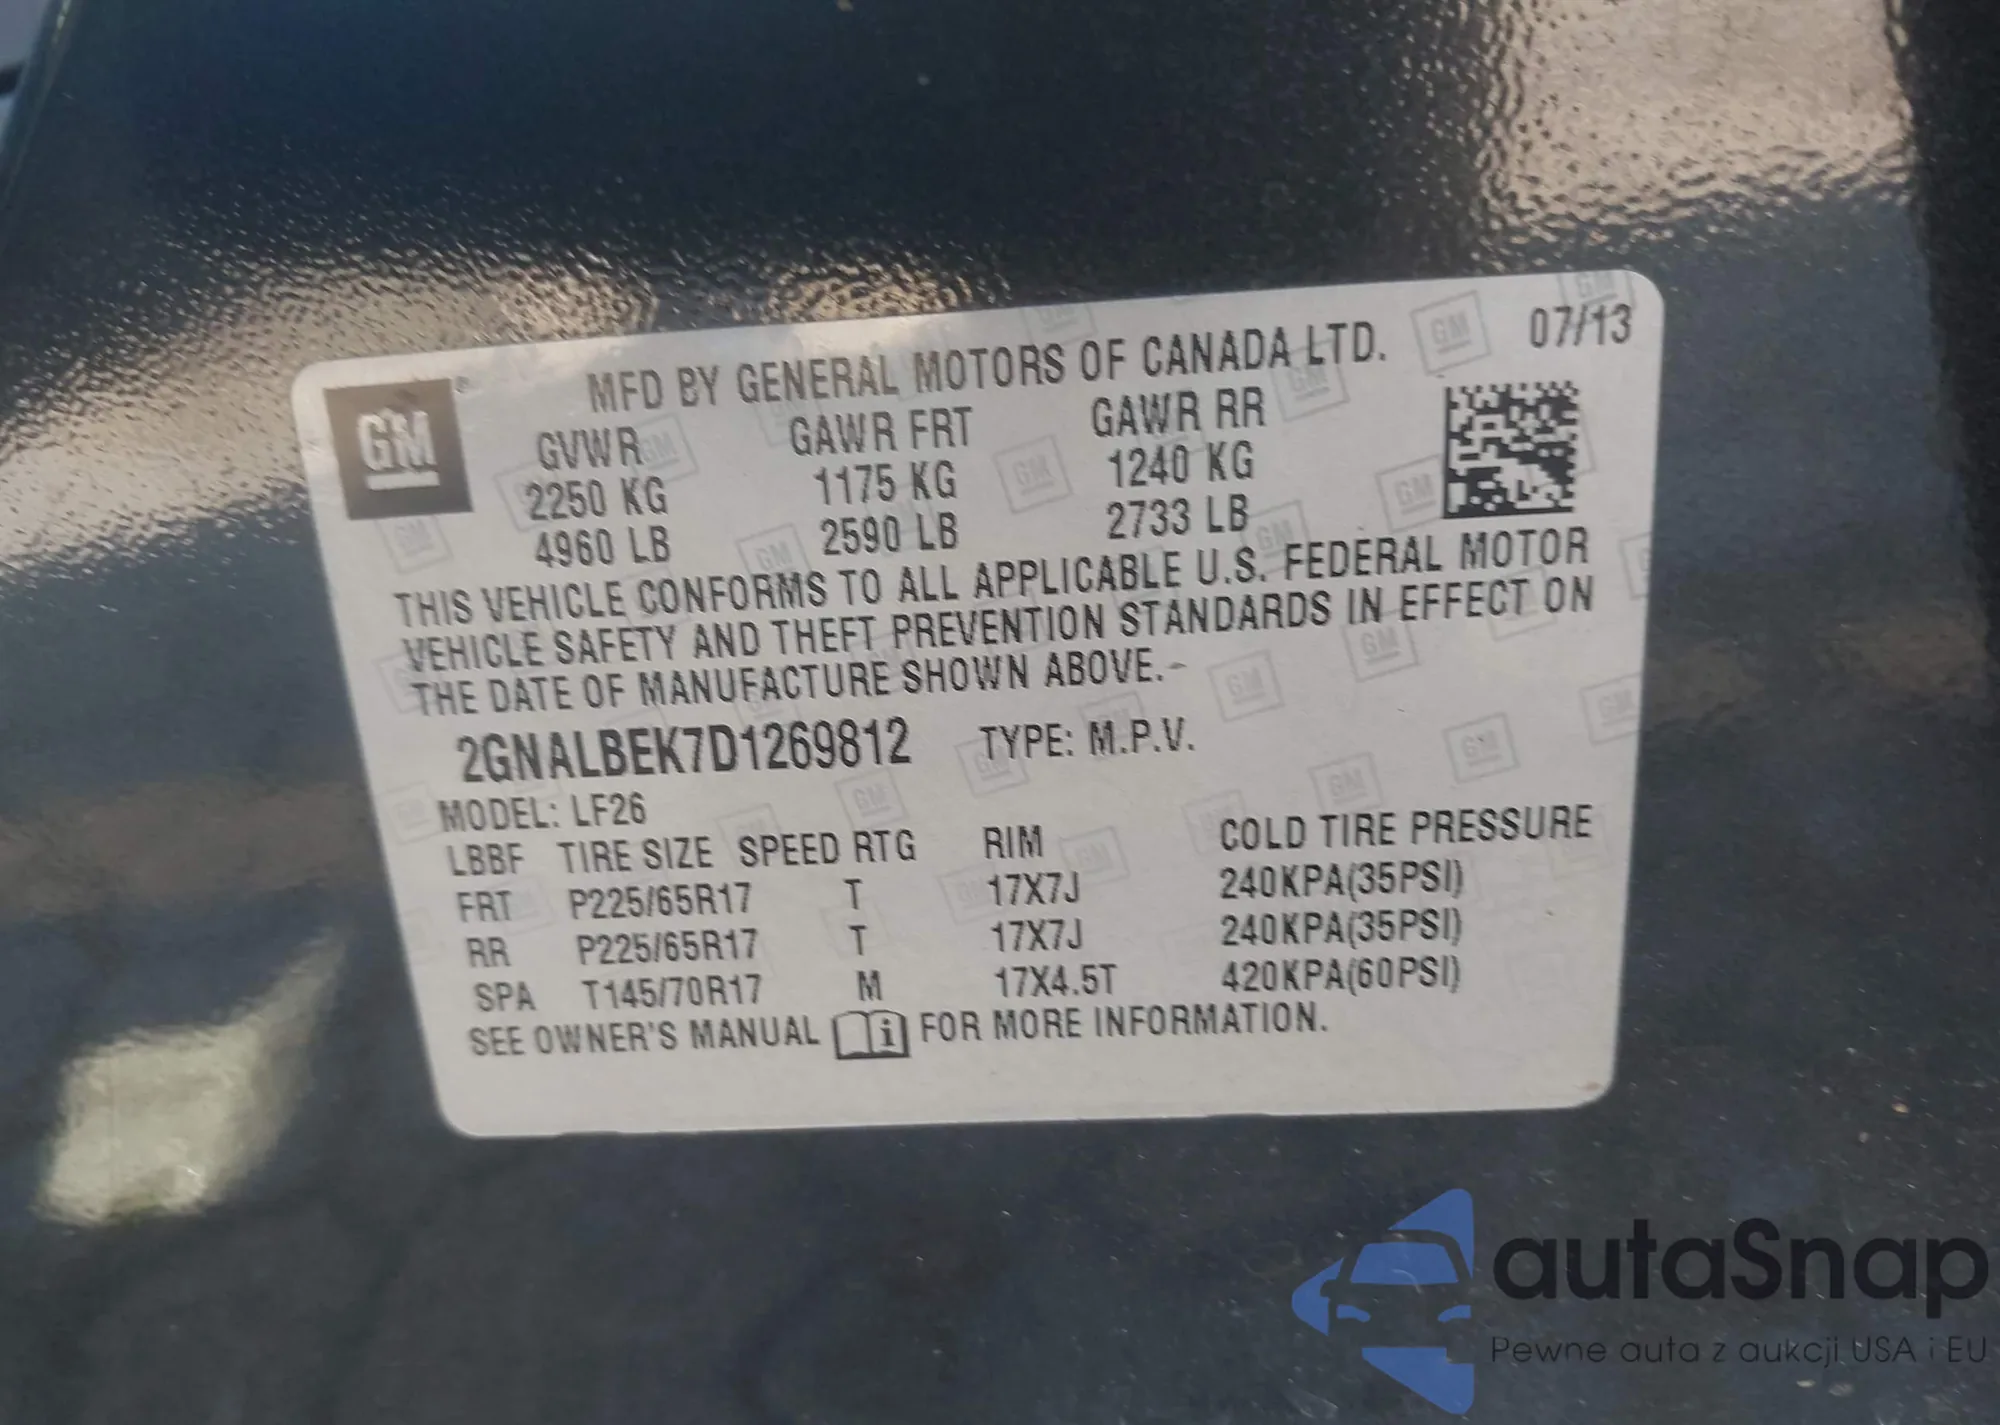 MFD BY GENERAL MOTORS OF CANADA LTD. 07/13
GM
GVWR GAWR FRT GAWR RR
2250 KG 1175 KG 1240 KG
4960 LB 2590 LB 2733 LB
THIS VEHICLE CONFORMS TO ALL APPLICABLE U.S. FEDERAL MOTOR
VEHICLE SAFETY AND THEFT PREVENTION STANDARDS IN EFFECT ON
THE DATE OF MANUFACTURE SHOWN ABOVE.
2GNALBEK7D1269812 TYPE: M.P.V.
MODEL: LF26
LBBF TIRE SIZE SPEED RTG RIM COLD TIRE PRESSURE
FRT P225/65R17 T 17X7J 240KPA(35PSI)
RR P225/65R17 T 17X7J 240KPA(35PSI)
SPA T145/70R17 M 17X4.5T 420KPA(60PSI)
SEE OWNER'S MANUAL i FOR MORE INFORMATION.
autaSnap
Pewne auta z aukcji USA i EU